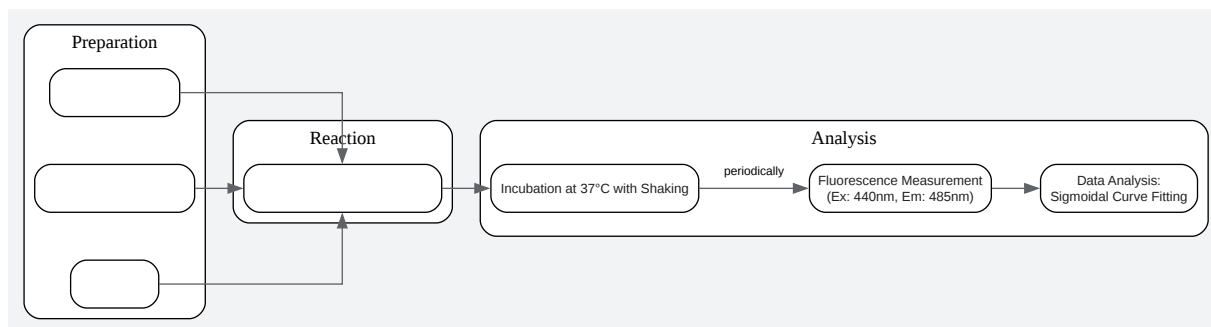 Preparation
Reaction
Analysis
Incubation at 37°C with Shaking
periodically
Fluorescence Measurement
(Ex: 440nm, Em: 485nm)
Data Analysis:
Sigmoidal Curve Fitting